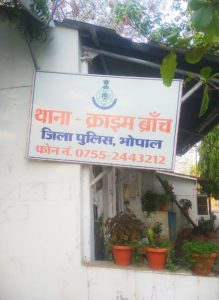 थाना - क्राइम ब्राँच
जिला पुलिस, भोपाल
फोन नं. 0755-2443212